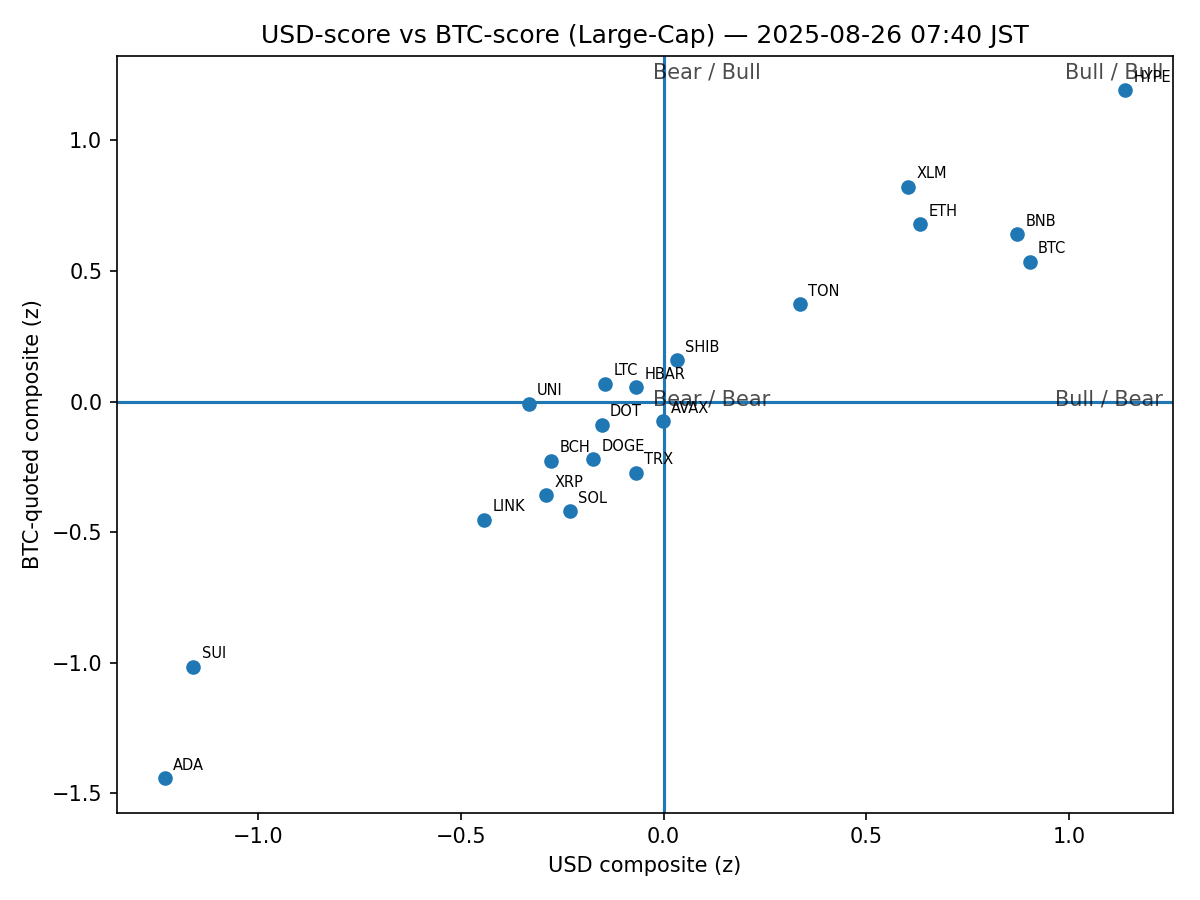 USD-score vs BTC-score (Large-Cap) — 2025-08-26 07:40 JST
Bear / Bull
Bull / Bull
HYPE
XLM
ETH
BNB
BTC
TON
SHIB
LTC
HBAR
UNI
Bear / Bear
Bull / Bear
AVAX
DOT
DOGE
BCH
TRX
XRP
SOL
LINK
SUI
ADA
1.0
0.5
0.0
−0.5
−1.0
−1.5
−1.0
−0.5
0.0
0.5
1.0
USD composite (z)
BTC-quoted composite (z)